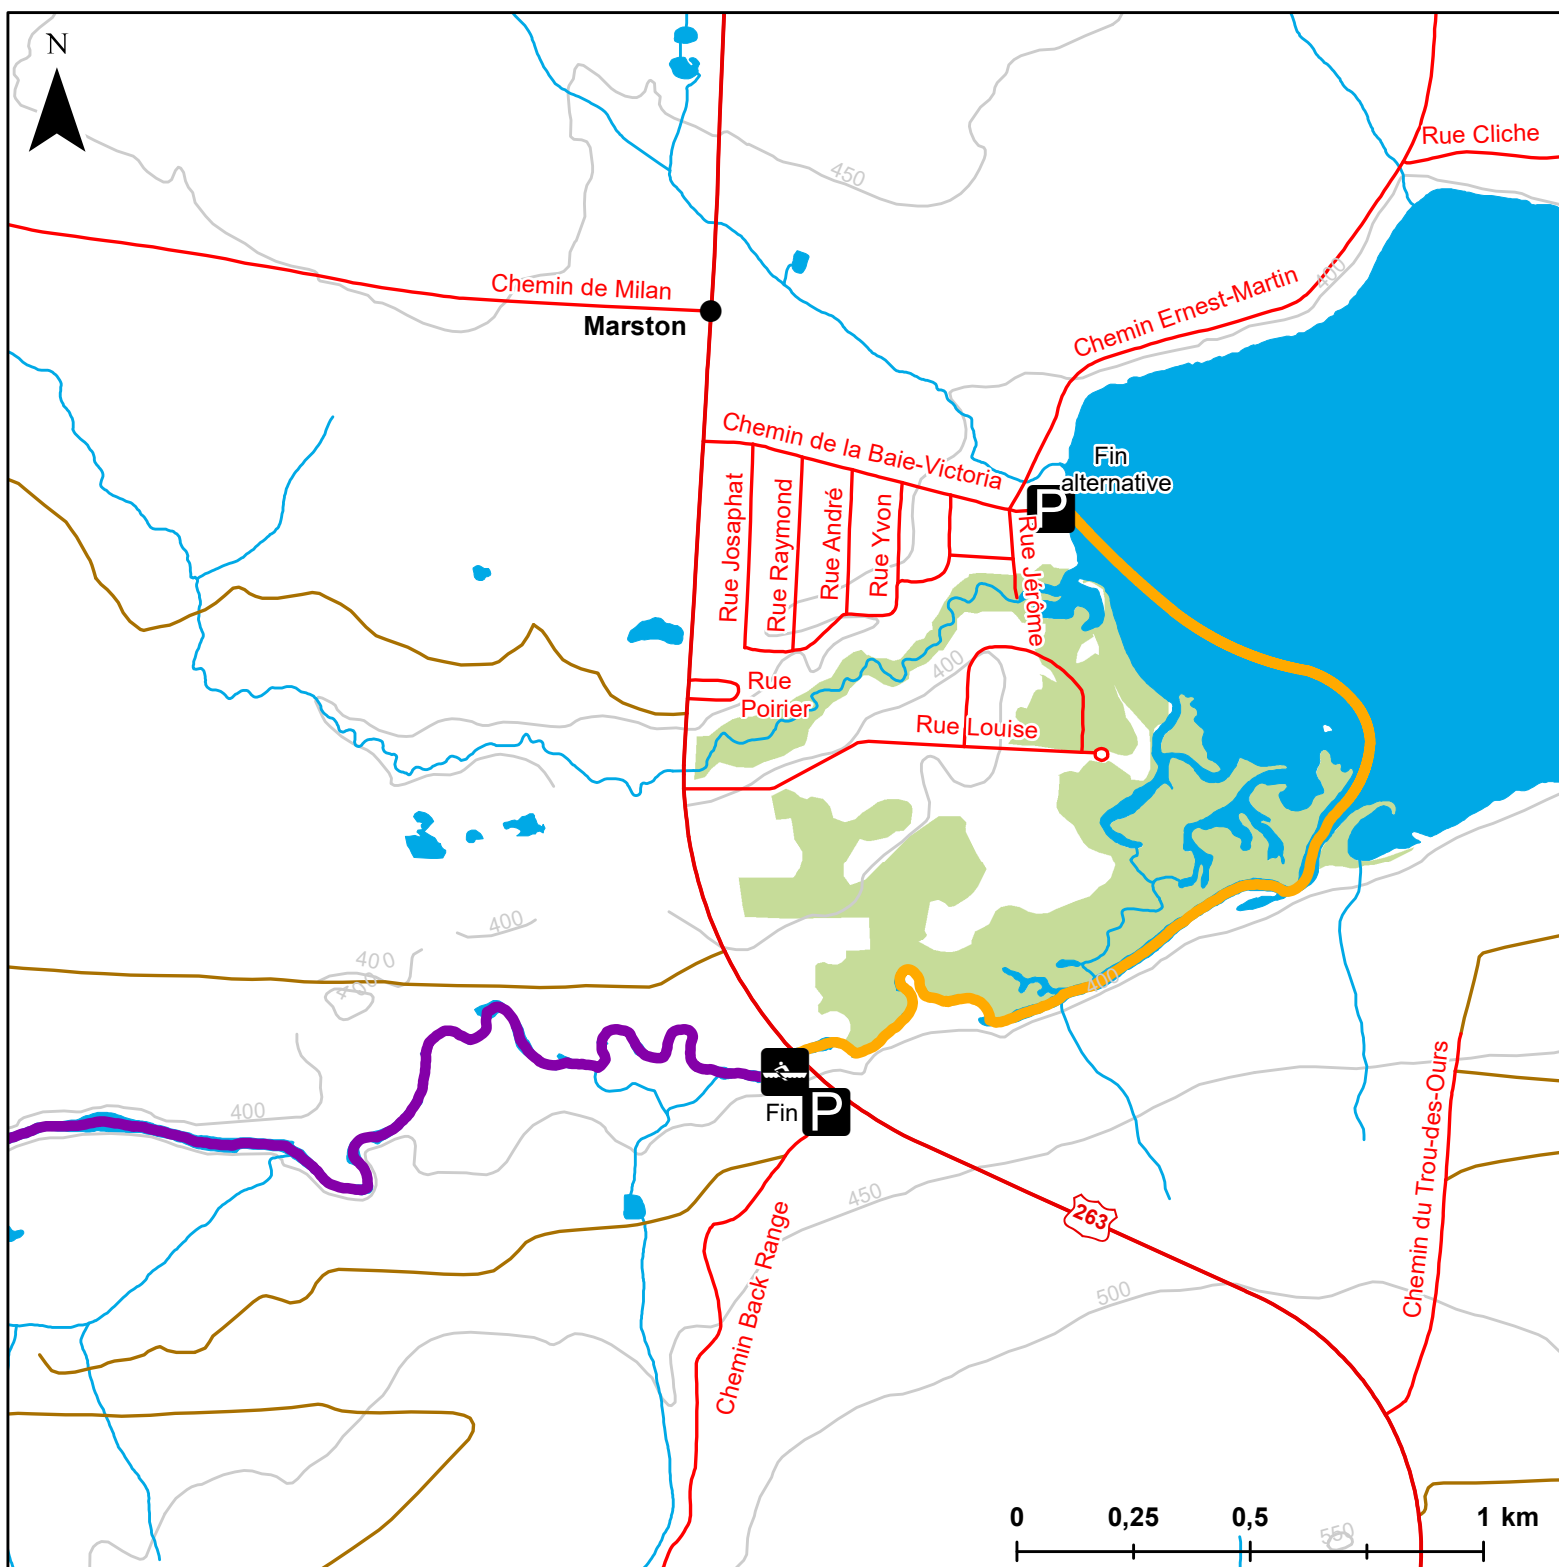 N
Rue Cliche
450
Chemin de Milan
Marston
400
Chemin Ernest-Martin
Chemin de la Baie-Victoria
Fin
alternative
P
Rue Josaphat
Rue Raymond
Rue André
Rue Yvon
Rue Jérôme
400
Rue
Poirier
Rue Louise
400
400
400
400
400
Fin
P
Chemin du Trou-des-Ours
450
263
Chemin Back Range
500
0
0,25
0,5
1 km
550